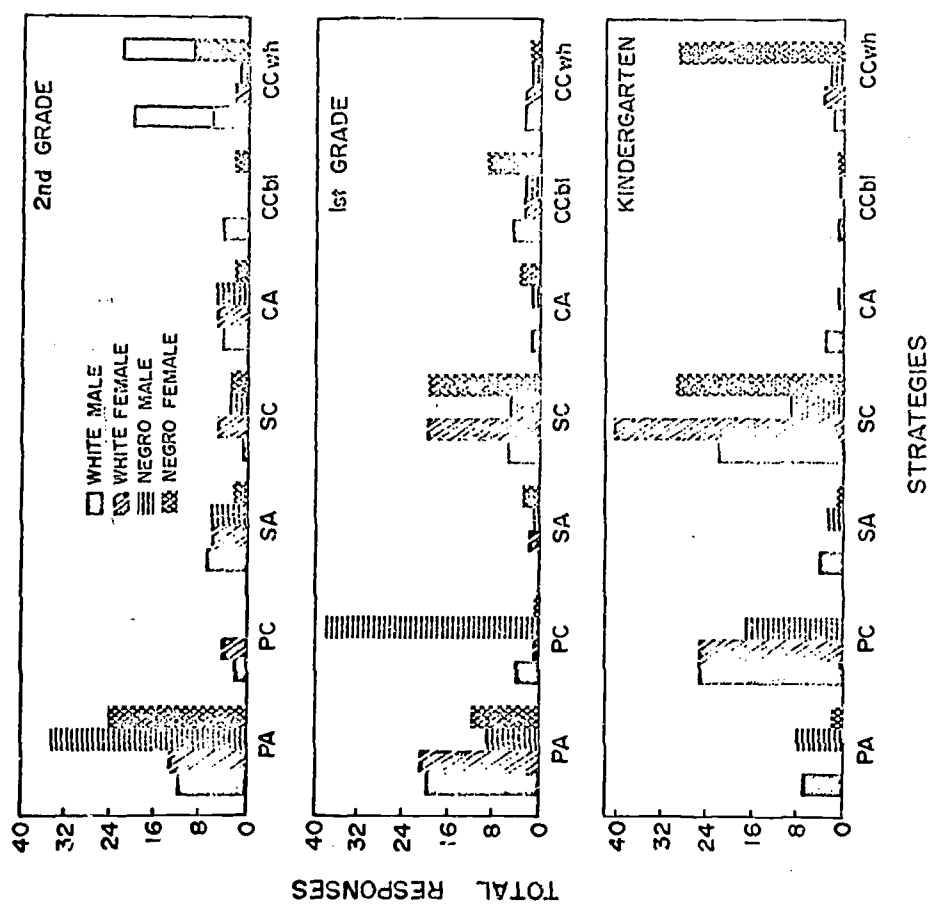 2nd GRADE
WHITE MALE
WHITE FEMALE
NEGRO MALE
NEGRO FEMALE
40
32
24
16
8
0
PA PC SA SC CA CCbl CCwh
1st GRADE
40
32
24
16
8
0
PA PC SA SC CA CCbl CCwh
KINDERGARTEN
40
32
24
16
8
0
PA PC SA SC CA CCbl CCwh
TOTAL RESPONSES
STRATEGIES